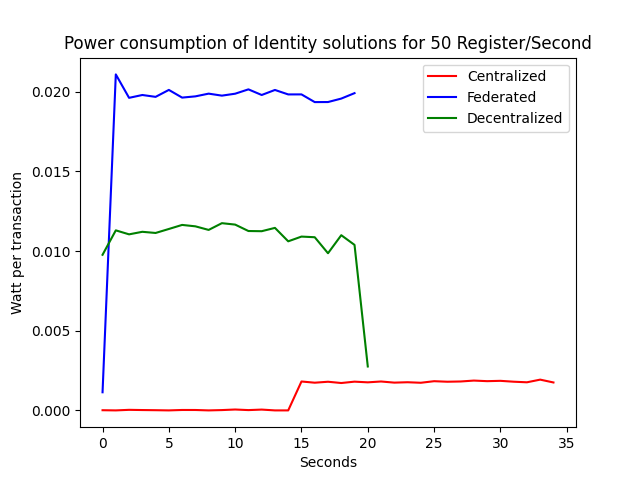 Power consumption of Identity solutions for 50 Register/Second
Centralized
Federated
Decentralized
Watt per transaction
0.020
0.015
0.010
0.005
0.000
0 5 10 15 20 25 30 35
Seconds